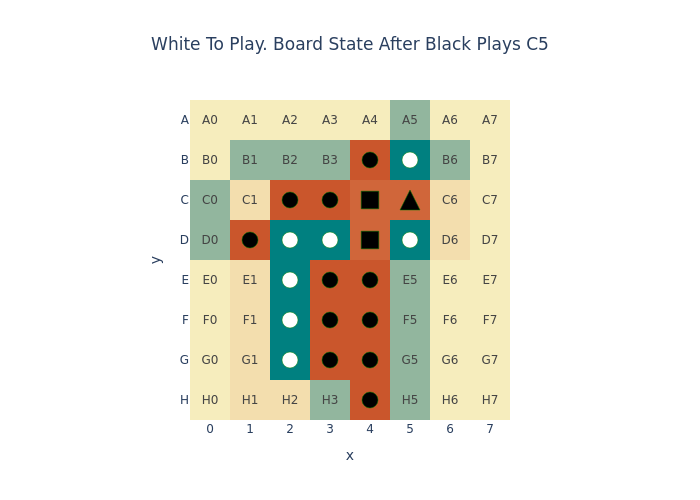 White To Play. Board State After Black Plays C5
A A0 A1 A2 A3 A4 A5 A6 A7
B B0 B1 B2 B3 B6 B7
C C0 C1 C6 C7
D D0 D6 D7
y
E E0 E1 E5 E6 E7
F F0 F1 F5 F6 F7
G G0 G1 G5 G6 G7
H H0 H1 H2 H3 H5 H6 H7
0 1 2 3 4 5 6 7
x